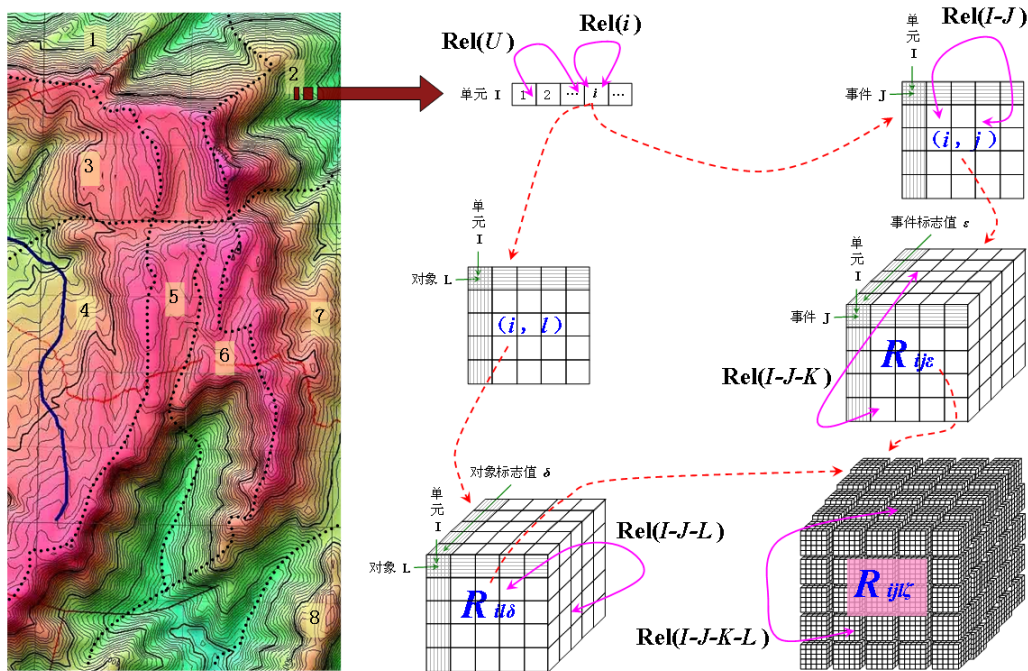 1
2
3
4
5
6
7
8
Rel(U)
Rel(i)
单元 I
1 2 … i …
Rel(I-J)
单元 I
事件 J
(i, j)
单元 I
对象 L
(i, l)
事件标志值 ε
单元 I
事件 J
R ijε
Rel(I-J-K)
对象标志值 δ
单元 I
对象 L
R ilδ
Rel(I-J-L)
R ijlζ
Rel(I-J-K-L)